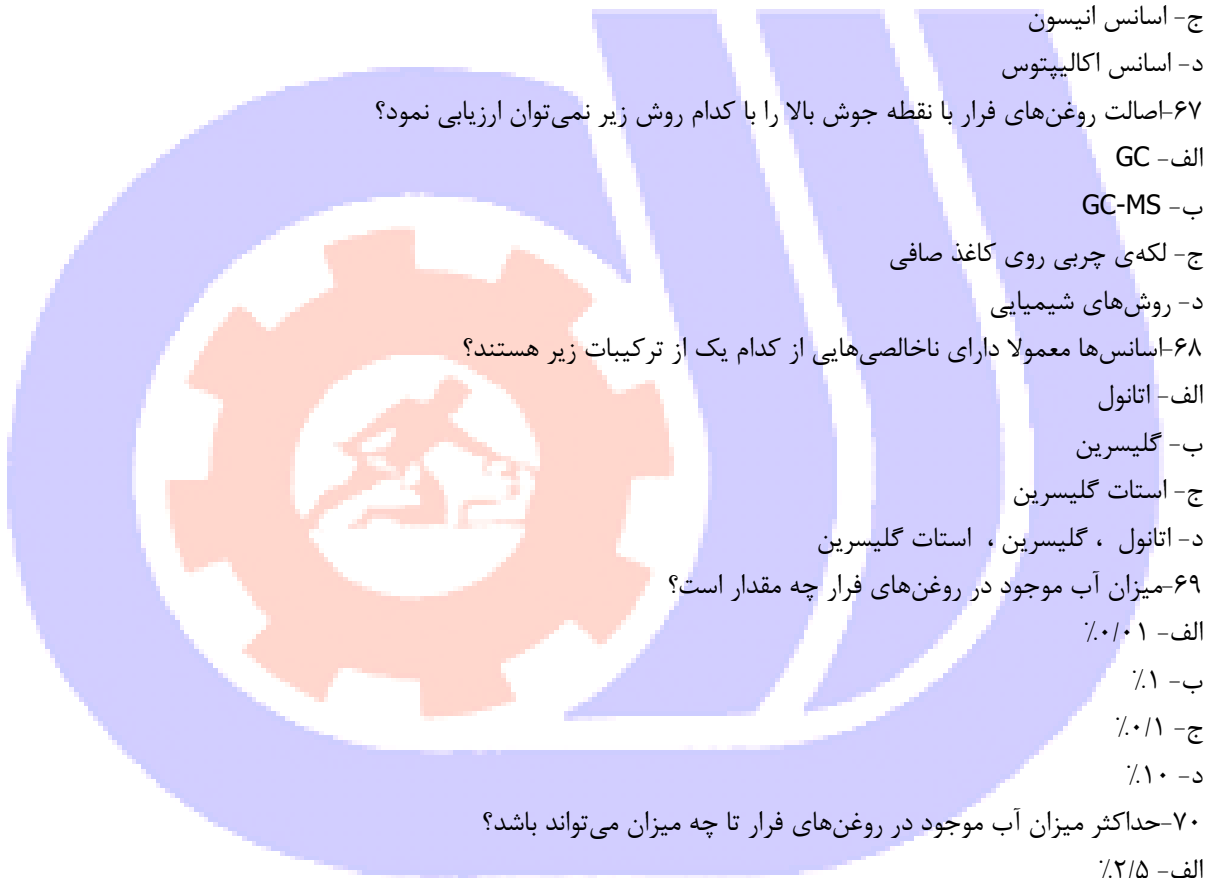 ج- اسانس انیسون
د- اسانس اکالیپتوس
۶۷-اصالت روغن‌های فرار با نقطه جوش بالا را با کدام روش زیر نمی‌توان ارزیابی نمود؟
الف- GC
ب- GC-MS
ج- لکه‌ی چربی روی کاغذ صافی
د- روش‌های شیمیایی
۶۸-اسانس‌ها معمولا دارای ناخالصی‌هایی از کدام یک از ترکیبات زیر هستند؟
الف- اتانول
ب- گلیسرین
ج- استات گلیسرین
د- اتانول ، گلیسرین ، استات گلیسرین
۶۹-میزان آب موجود در روغن‌های فرار چه مقدار است؟
الف- ۰/۰۱٪
ب- ۱٪
ج- ۰/۱٪
د- ۱۰٪
۷۰-حداکثر میزان آب موجود در روغن‌های فرار تا چه میزان می‌تواند باشد؟
الف- ۲/۵٪